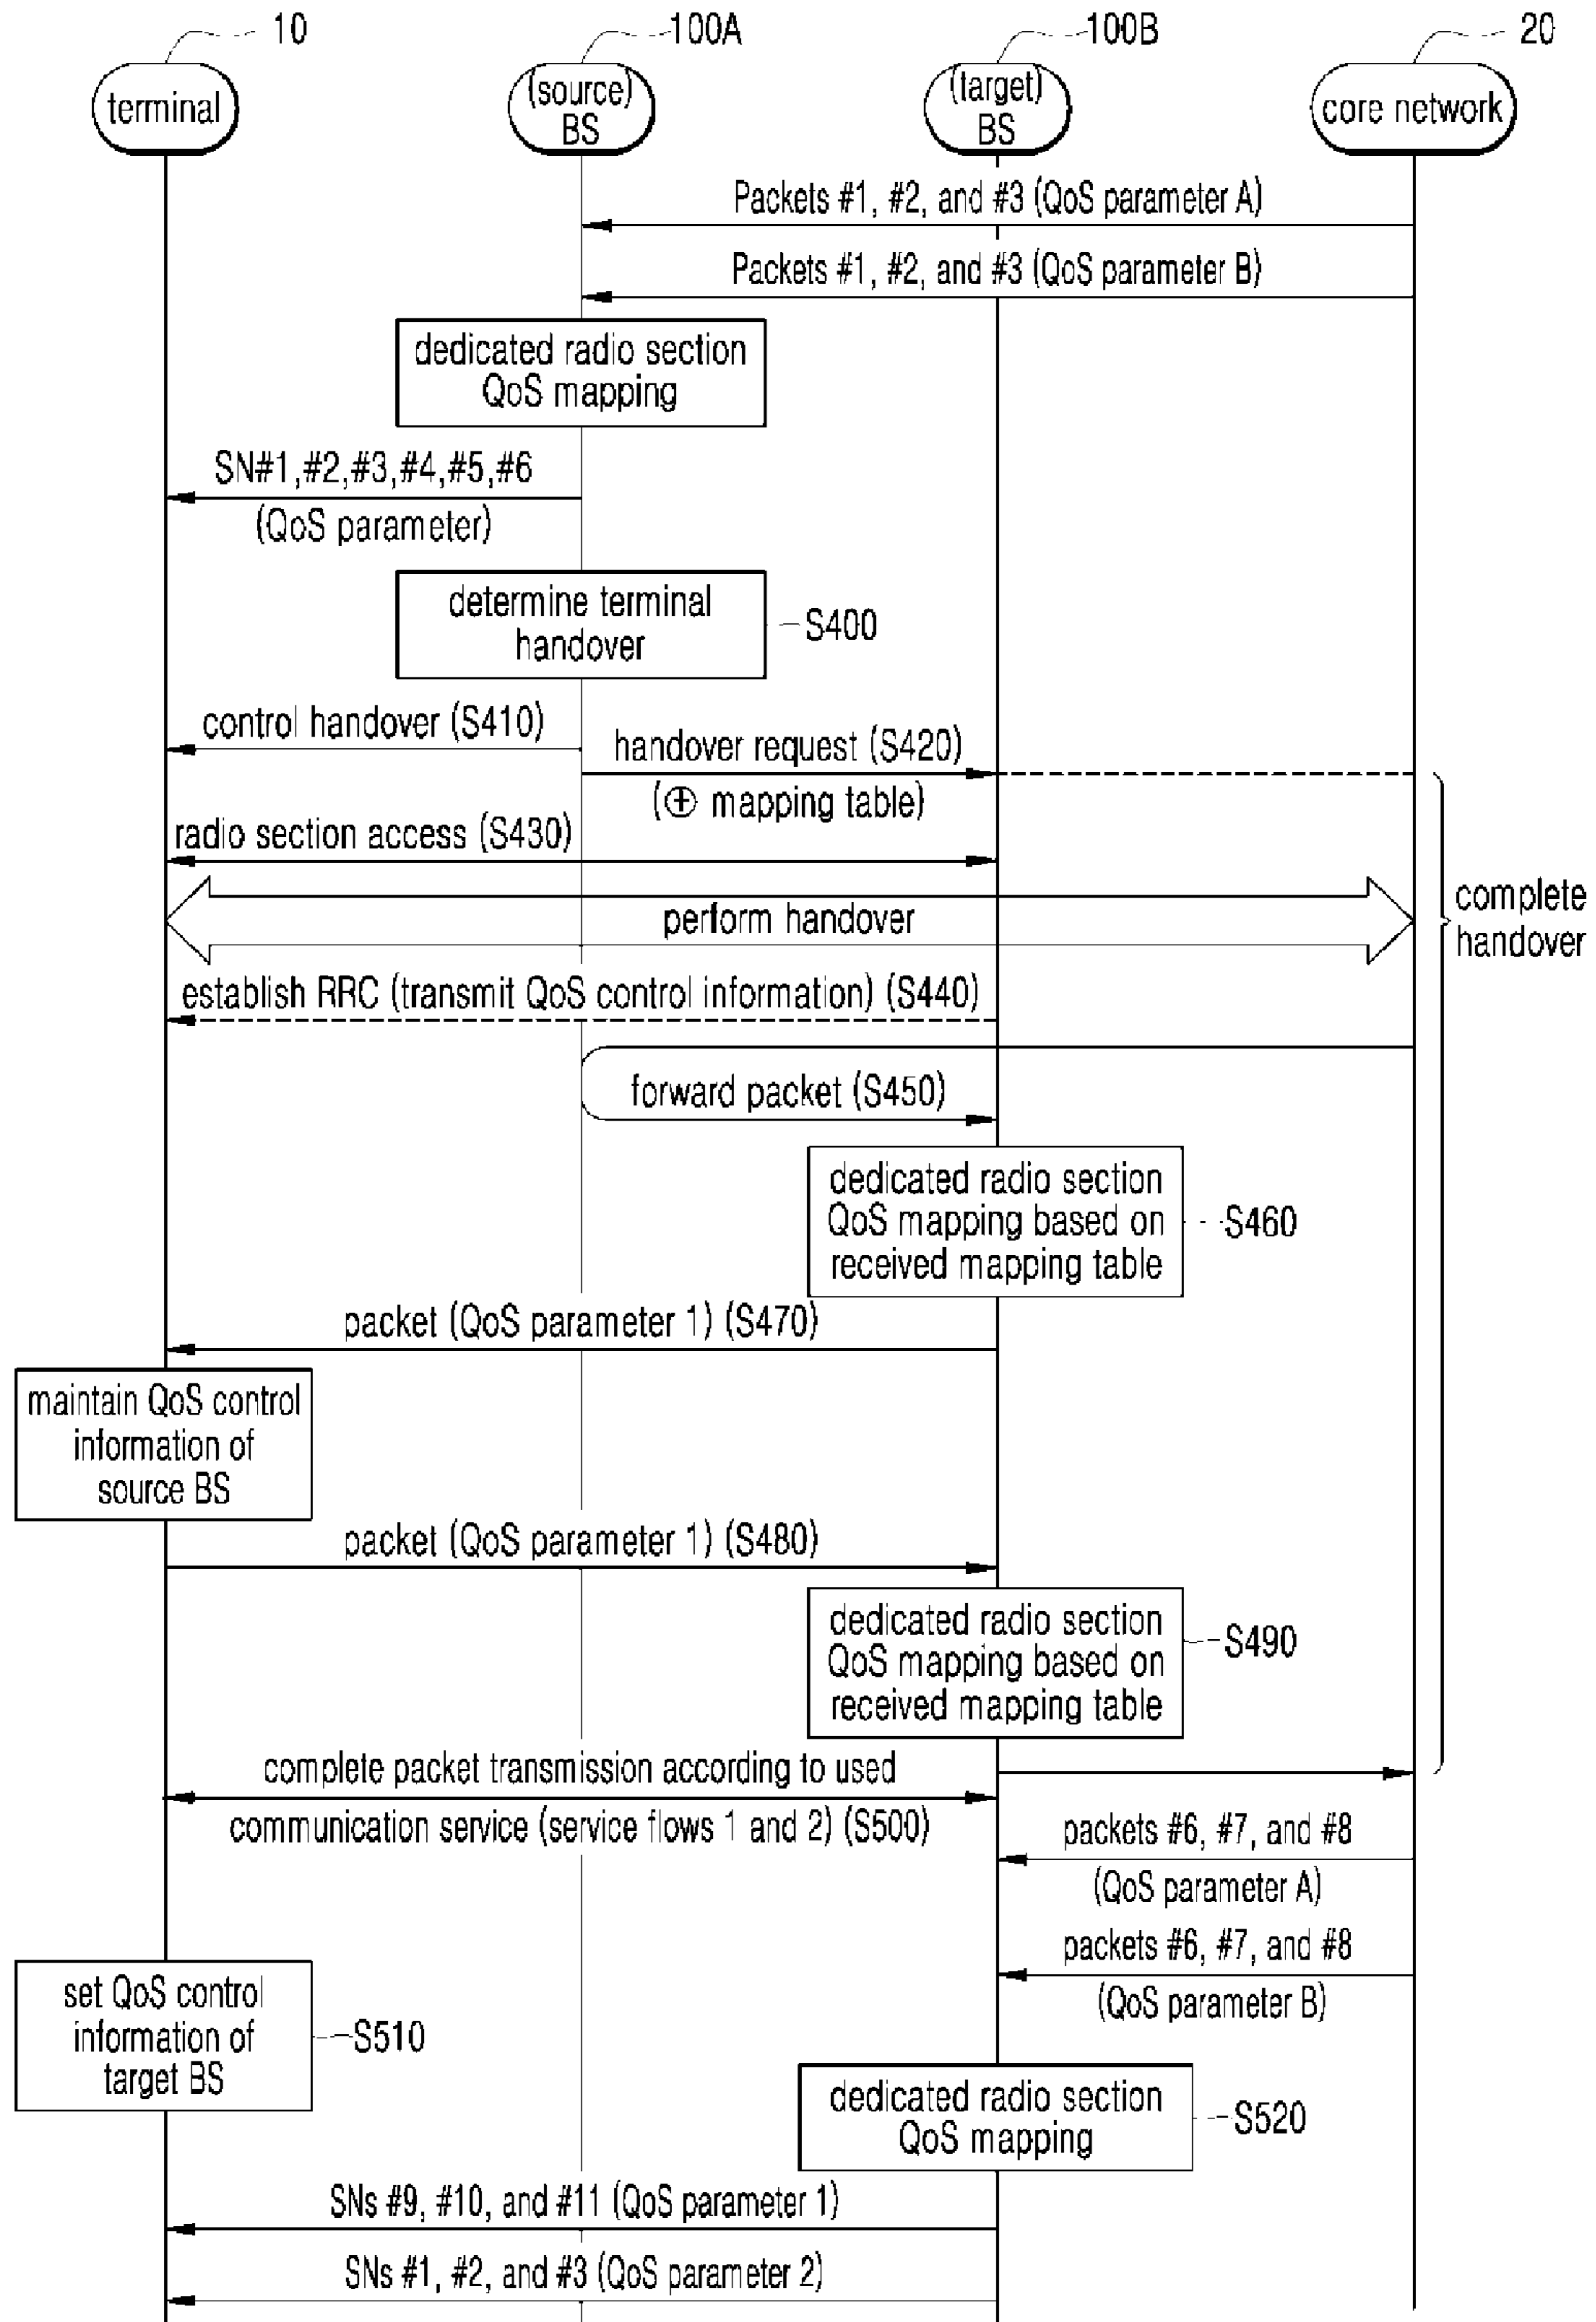 10
100A
100B
20
terminal
(source)
BS
(target)
BS
core network
Packets #1, #2, and #3 (QoS parameter A)
Packets #1, #2, and #3 (QoS parameter B)
dedicated radio section
QoS mapping
SN#1,#2,#3,#4,#5,#6
(QoS parameter)
determine terminal
handover
S400
control handover (S410)
handover request (S420)
(⊕ mapping table)
radio section access (S430)
perform handover
complete
handover
establish RRC (transmit QoS control information) (S440)
forward packet (S450)
dedicated radio section
QoS mapping based on
received mapping table
S460
packet (QoS parameter 1) (S470)
maintain QoS control
information of
source BS
packet (QoS parameter 1) (S480)
dedicated radio section
QoS mapping based on
received mapping table
S490
complete packet transmission according to used
communication service (service flows 1 and 2) (S500)
packets #6, #7, and #8
(QoS parameter A)
packets #6, #7, and #8
(QoS parameter B)
set QoS control
information of
target BS
S510
dedicated radio section
QoS mapping
S520
SNs #9, #10, and #11 (QoS parameter 1)
SNs #1, #2, and #3 (QoS parameter 2)